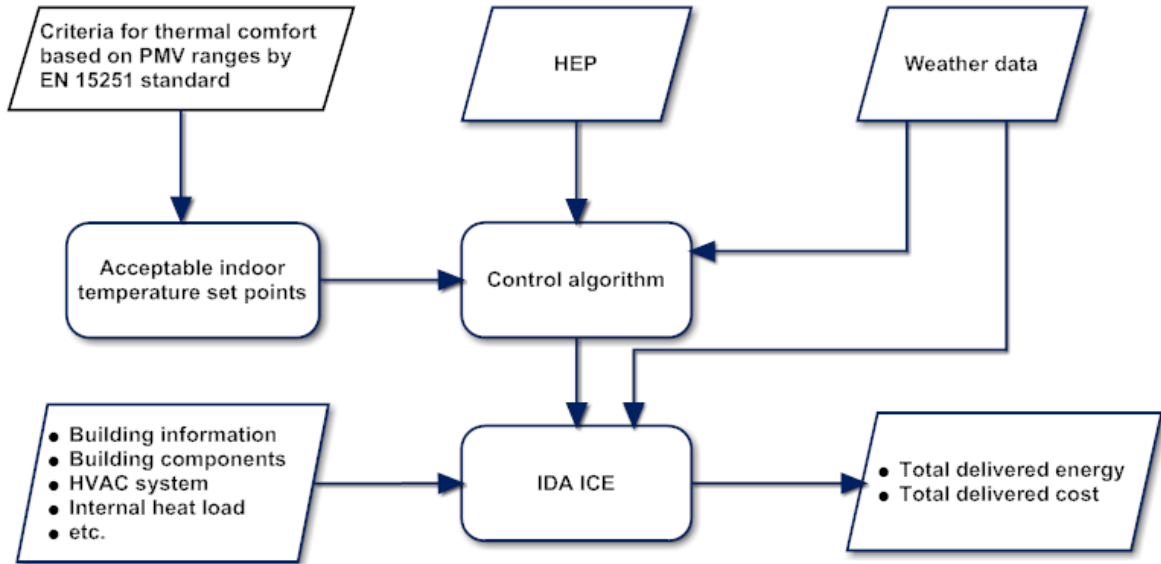 Criteria for thermal comfort
based on PMV ranges by
EN 15251 standard
HEP
Weather data
Acceptable indoor
temperature set points
Control algorithm
● Building information
● Building components
● HVAC system
● Internal heat load
● etc.
IDA ICE
● Total delivered energy
● Total delivered cost